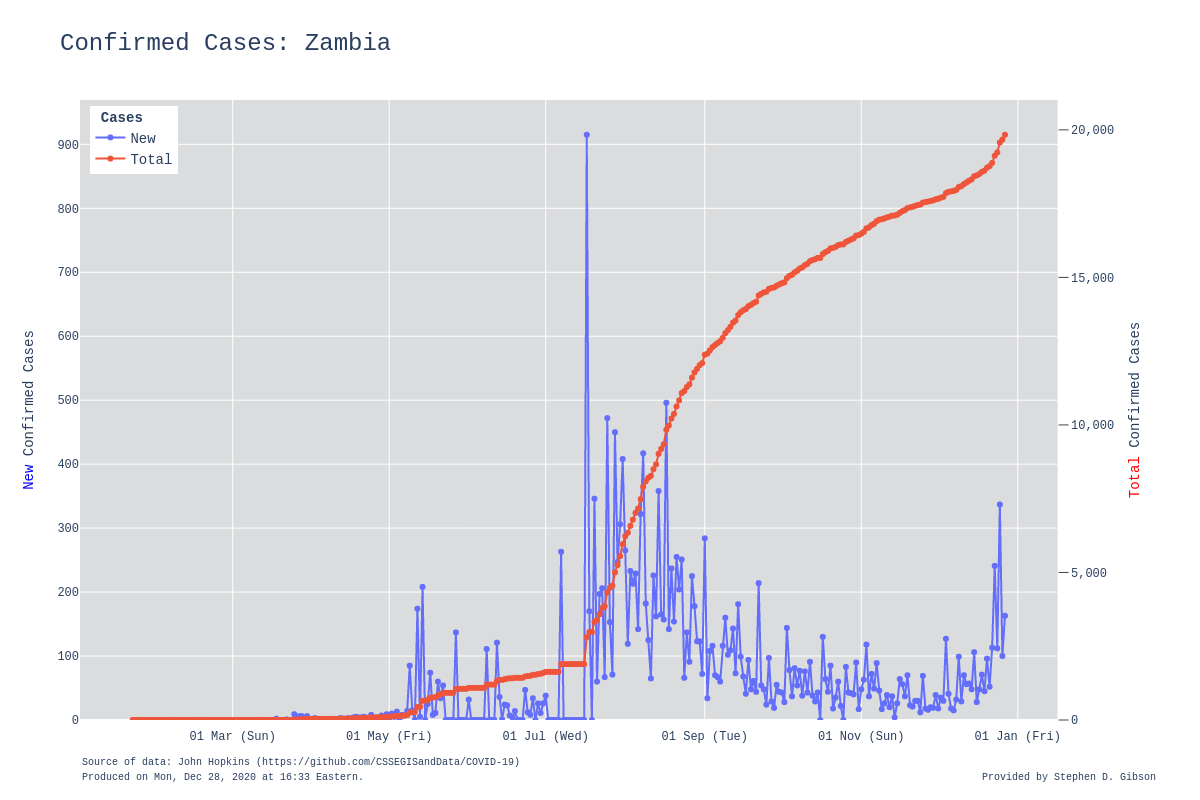 Confirmed Cases: Zambia
Cases
New
Total
900
800
700
600
500
400
300
200
100
0
20,000
15,000
10,000
5,000
0
New Confirmed Cases
Total Confirmed Cases
01 Mar (Sun)
01 May (Fri)
01 Jul (Wed)
01 Sep (Tue)
01 Nov (Sun)
01 Jan (Fri)
Source of data: John Hopkins (https://github.com/CSSEGISandData/COVID-19)
Produced on Mon, Dec 28, 2020 at 16:33 Eastern.
Provided by Stephen D. Gibson